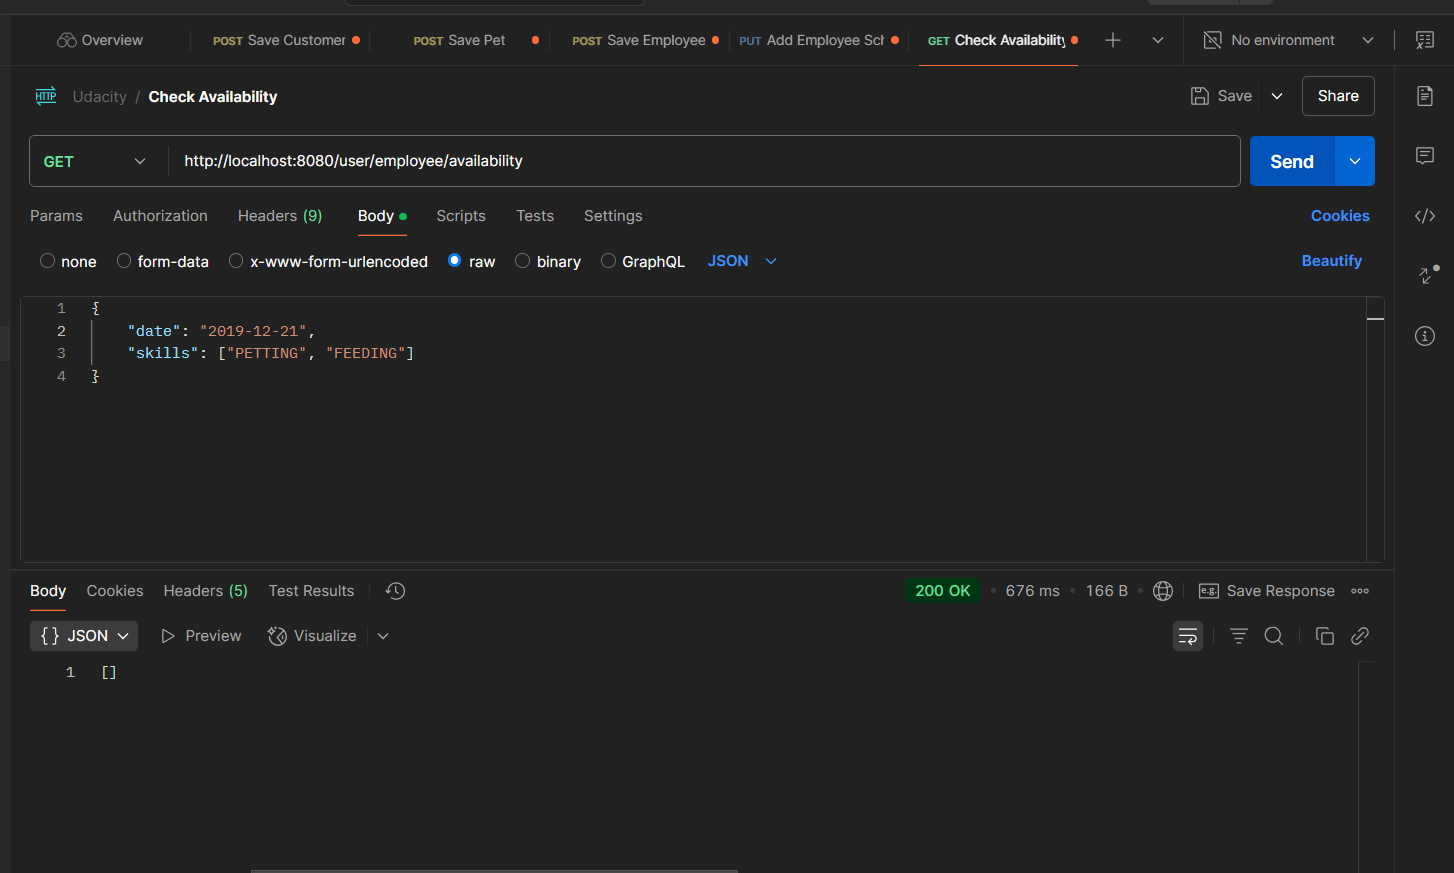 Overview POST Save Customer POST Save Pet POST Save Employee PUT Add Employee Sch GET Check Availability No environment
HTTP Udacity / Check Availability Save Share
GET http://localhost:8080/user/employee/availability Send
Params Authorization Headers (9) Body Scripts Tests Settings Cookies
none form-data x-www-form-urlencoded raw binary GraphQL JSON Beautify
1 {
2 "date": "2019-12-21",
3 "skills": ["PETTING", "FEEDING"]
4 }
Body Cookies Headers (5) Test Results 200 OK 676 ms 166 B e.g. Save Response
{} JSON Preview Visualize
1 []